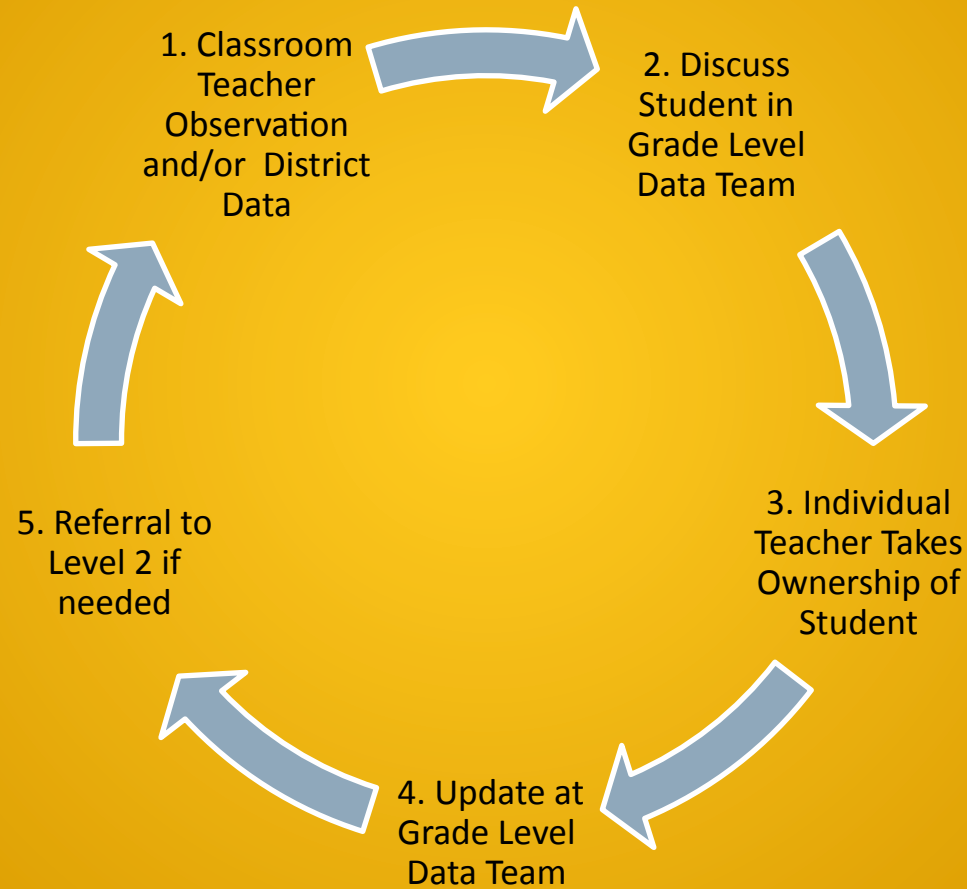 1. Classroom
Teacher
Observation
and/or  District
Data
2. Discuss
Student in
Grade Level
Data Team
3. Individual
Teacher Takes
Ownership of
Student
4. Update at
Grade Level
Data Team
5. Referral to
Level 2 if
needed